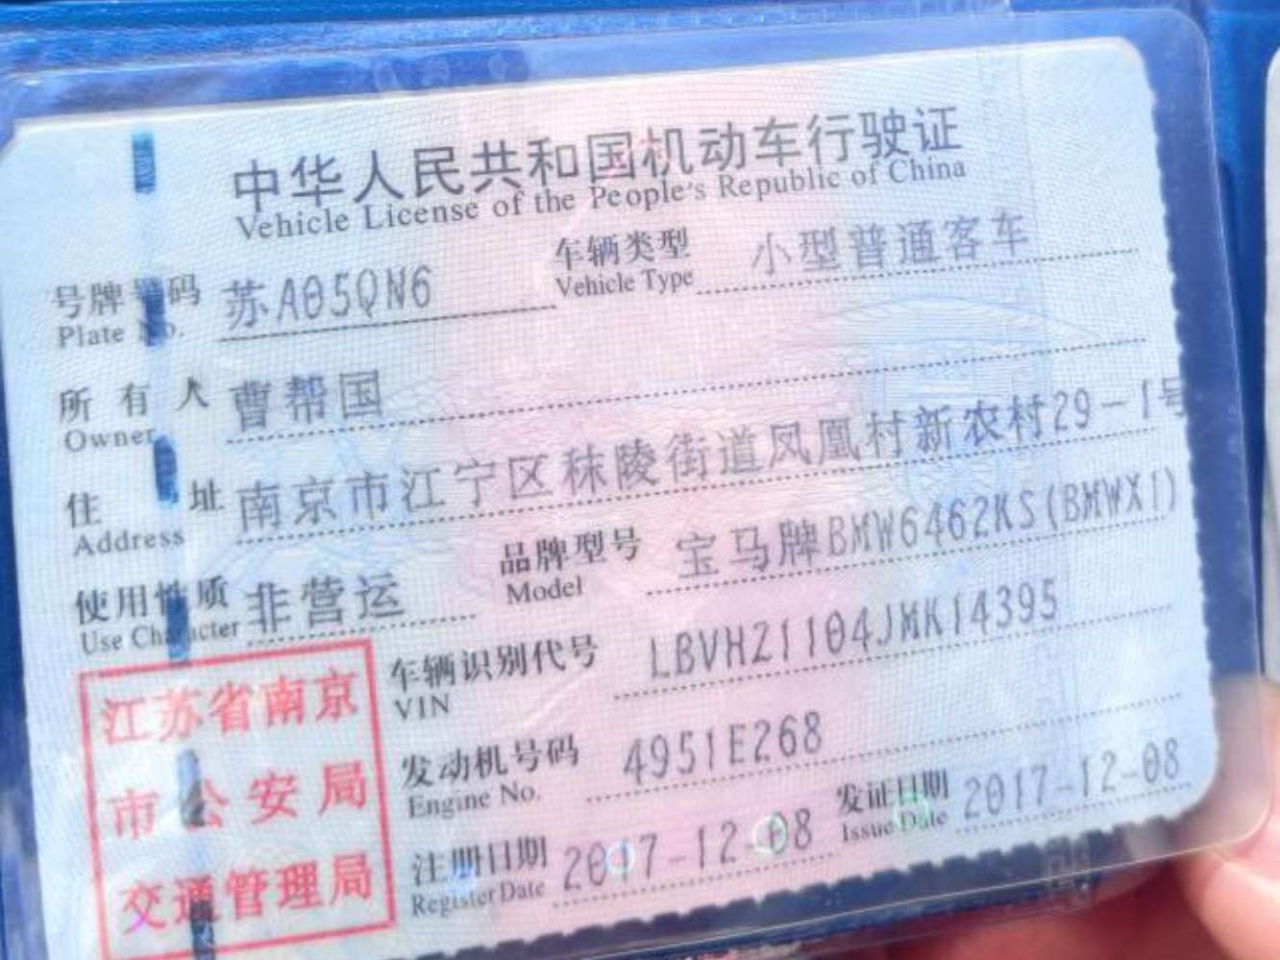 中华人民共和国机动车行驶证
Vehicle License of the People's Republic of China
号牌号码 苏A05QN6 车辆类型 小型普通客车
Plate No. Vehicle Type
所有人 曹帮国
Owner
住址 南京市江宁区秣陵街道凤凰村新农村29-1号
Address
使用性质 非营运 品牌型号 宝马牌BMW6462KS(BMWX1)
Use Character Model
车辆识别代号 LBVH21104JMK14395
VIN
发动机号码 4951E268
Engine No.
注册日期 2017-12-08 发证日期 2017-12-08
Register Date Issue Date
江苏省南京
市公安局
交通管理局